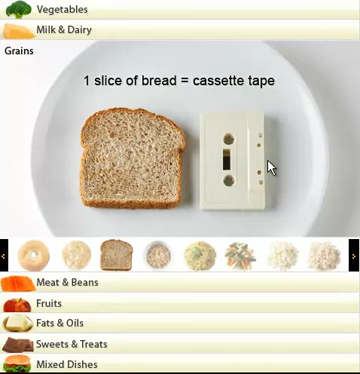 Vegetables
Milk & Dairy
Grains
1 slice of bread = cassette tape
Meat & Beans
Fruits
Fats & Oils
Sweets & Treats
Mixed Dishes